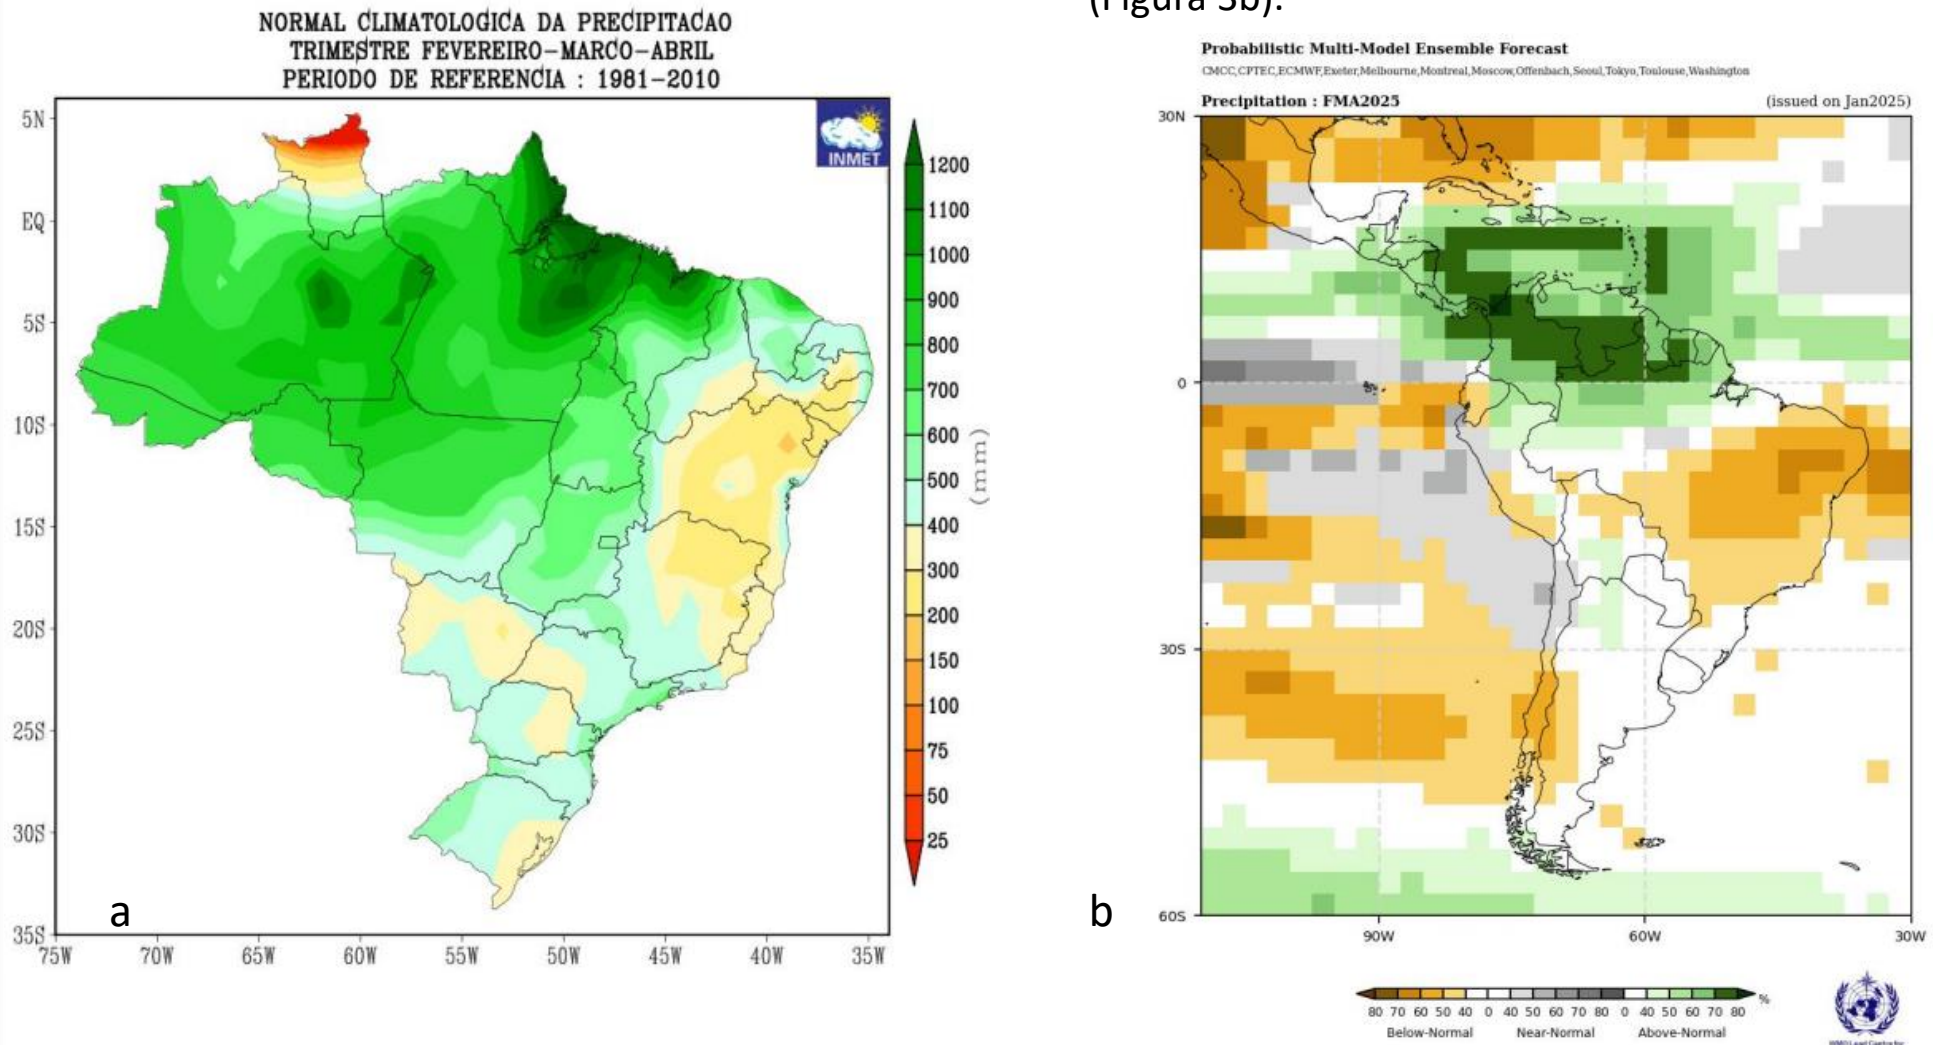 NORMAL CLIMATOLOGICA DA PRECIPITACAO
TRIMESTRE FEVEREIRO-MARCO-ABRIL
PERIODO DE REFERENCIA : 1981-2010
5N
EQ
5S
10S
15S
20S
25S
30S
35S
75W 70W 65W 60W 55W 50W 45W 40W 35W
INMET
1200
1100
1000
900
800
700
600
500
400
300
200
150
100
75
50
25
(mm)
a
(Figura 3b).
Probabilistic Multi-Model Ensemble Forecast
CMCC,CPTEC,ECMWF,Exeter,Melbourne,Montreal,Moscow,Offenbach,Seoul,Tokyo,Toulouse,Washington
Precipitation : FMA2025 (issued on Jan2025)
30N
0
30S
60S
90W 60W 30W
b
80 70 60 50 40 0 40 50 60 70 80 0 40 50 60 70 80 %
Below-Normal Near-Normal Above-Normal